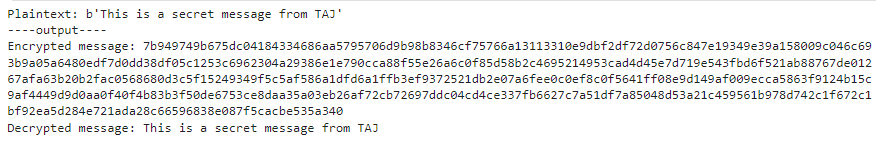 Plaintext: b'This is a secret message from TAJ'
----output----
Encrypted message: 7b949749b675dc04184334686aa5795706d9b98b8346cf75766a13113310e9dbf2df72d0756c847e19349e39a158009c046c69
3b9a05a6480edf7d0dd38df05c1253c6962304a29386e1e790cca88f55e26a6c0f85d58b2c4695214953cad4d45e7d719e543fbd6f521ab88767de012
67afa63b20b2fac0568680d3c5f15249349f5c5af586a1dfd6a1ffb3ef9372521db2e07a6fee0c0ef8c0f5641ff08e9d149af009ecca5863f9124b15c
9af4449d9d0aa0f40f4b83b3f50de6753ce8daa35a03eb26af72cb72697ddc04cd4ce337fb6627c7a51df7a85048d53a21c459561b978d742c1f672c1
bf92ea5d284e721ada28c66596838e087f5cacbe535a340
Decrypted message: This is a secret message from TAJ